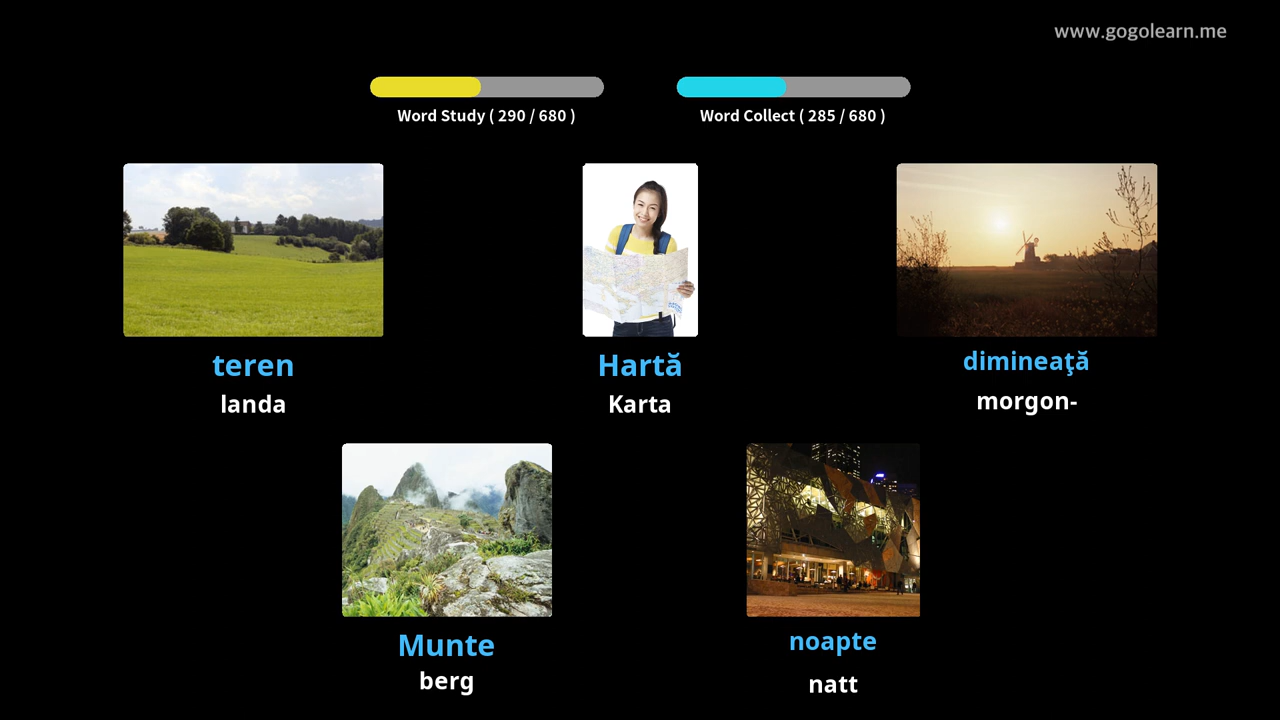 www.gogolearn.me
Word Study ( 290 / 680 )
Word Collect ( 285 / 680 )
teren
landa
Hartă
Karta
dimineaţă
morgon-
Munte
berg
noapte
natt